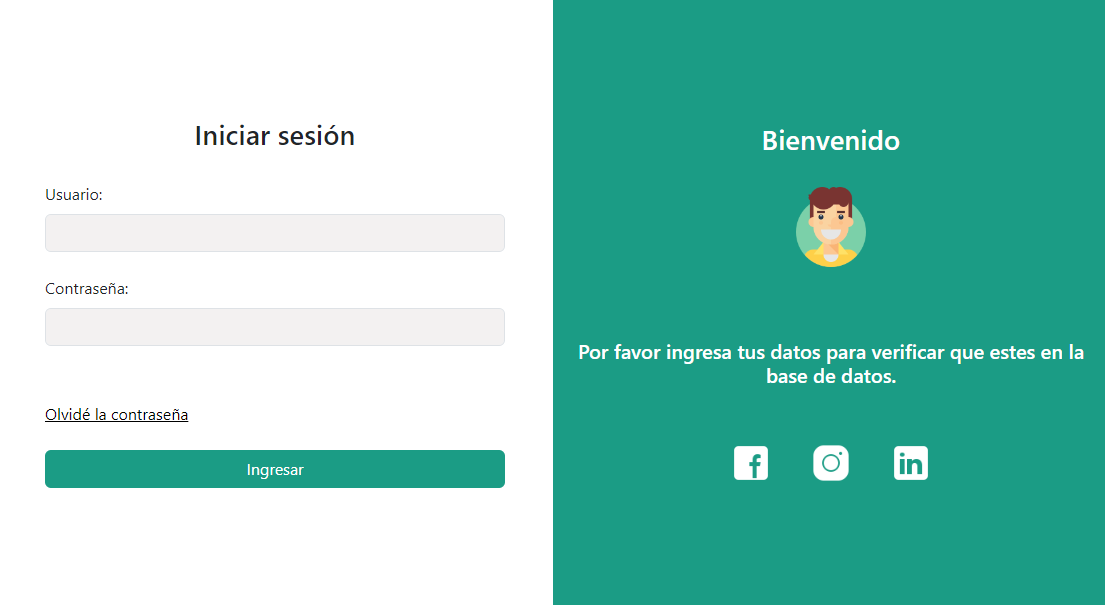 Iniciar sesión
Usuario:
Contraseña:
Olvidé la contraseña
Ingresar
Bienvenido
Por favor ingresa tus datos para verificar que estes en la
base de datos.
in